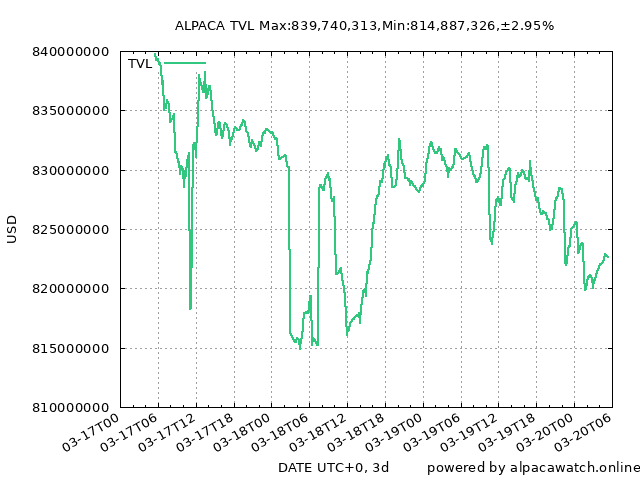 ALPACA TVL Max:839,740,313,Min:814,887,326,±2.95%
TVL
840000000
835000000
830000000
825000000
820000000
815000000
810000000
USD
03-17T00
03-17T06
03-17T12
03-17T18
03-18T00
03-18T06
03-18T12
03-18T18
03-19T00
03-19T06
03-19T12
03-19T18
03-20T00
03-20T06
DATE UTC+0, 3d
powered by alpacawatch.online